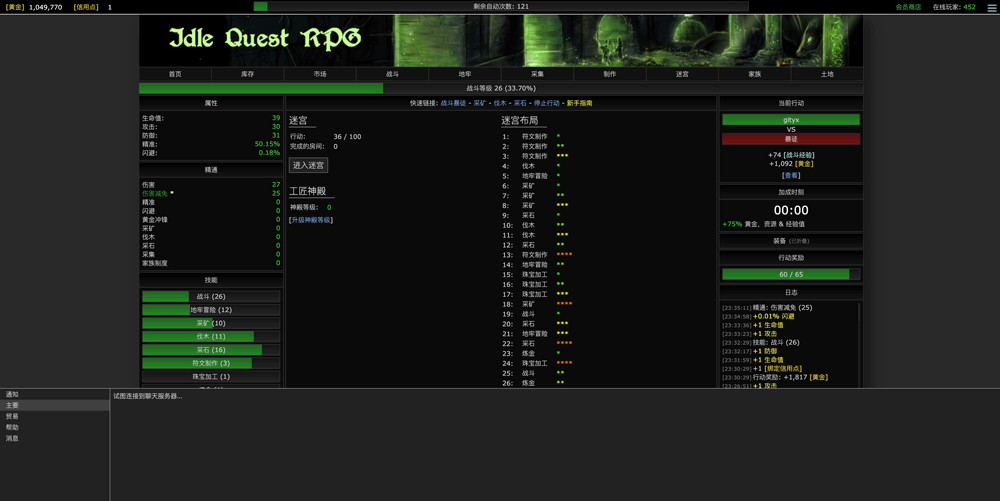 [黄金] 1,049,770 [信用点] 1
剩余自动次数: 121
会员商店 在线玩家: 452
Idle Quest RPG
首页 库存 市场 战斗 地牢 采集 制作 迷宫 家族 土地
战斗等级 26 (33.70%)
属性
生命值: 39
攻击: 30
防御: 31
精准: 50.15%
闪避: 0.18%
精通
伤害 27
伤害减免 * 25
精准 0
闪避 0
黄金冲锋 0
采矿 0
伐木 0
采石 0
采集 0
家族制度 0
技能
战斗 (26)
地牢冒险 (12)
采矿 (10)
伐木 (11)
采石 (16)
符文制作 (3)
珠宝加工 (1)
快速链接: 战斗暴徒 - 采矿 - 伐木 - 采石 - 停止行动 - 新手指南
迷宫
行动: 36 / 100
完成的房间: 0
进入迷宫
工匠神殿
神殿等级: 0
[升级神殿等级]
迷宫布局
1: 符文制作 *
2: 符文制作 **
3: 符文制作 ***
4: 伐木 *
5: 地牢冒险 *
6: 采矿 *
7: 采矿 **
8: 采矿 ***
9: 采石 *
10: 伐木 **
11: 伐木 ***
12: 采石 **
13: 符文制作 ****
14: 地牢冒险 **
15: 珠宝加工 *
16: 珠宝加工 **
17: 珠宝加工 ***
18: 采矿 ****
19: 战斗 *
20: 采石 ***
21: 地牢冒险 ***
22: 采石 ****
23: 炼金 *
24: 珠宝加工 ****
25: 战斗 **
26: 炼金 **
当前行动
gityx
VS
暴徒
+74 [战斗经验]
+1,092 [黄金]
[查看]
加成时刻
00:00
+75% 黄金，资源 & 经验值
装备 (已折叠)
行动奖励
60 / 65
日志
[23:35:11] 精通: 伤害减免 (25)
[23:34:58] +0.01% 闪避
[23:33:36] +1 生命值
[23:33:23] +1 攻击
[23:32:29] 技能: 战斗 (26)
[23:32:17] +1 防御
[23:31:59] +1 生命值
[23:30:29] +1 [绑定信用点]
[23:30:29] 行动奖励: +1,817 [黄金]
[23:26:51] +1 攻击
通知
主要
贸易
帮助
消息
试图连接到聊天服务器...